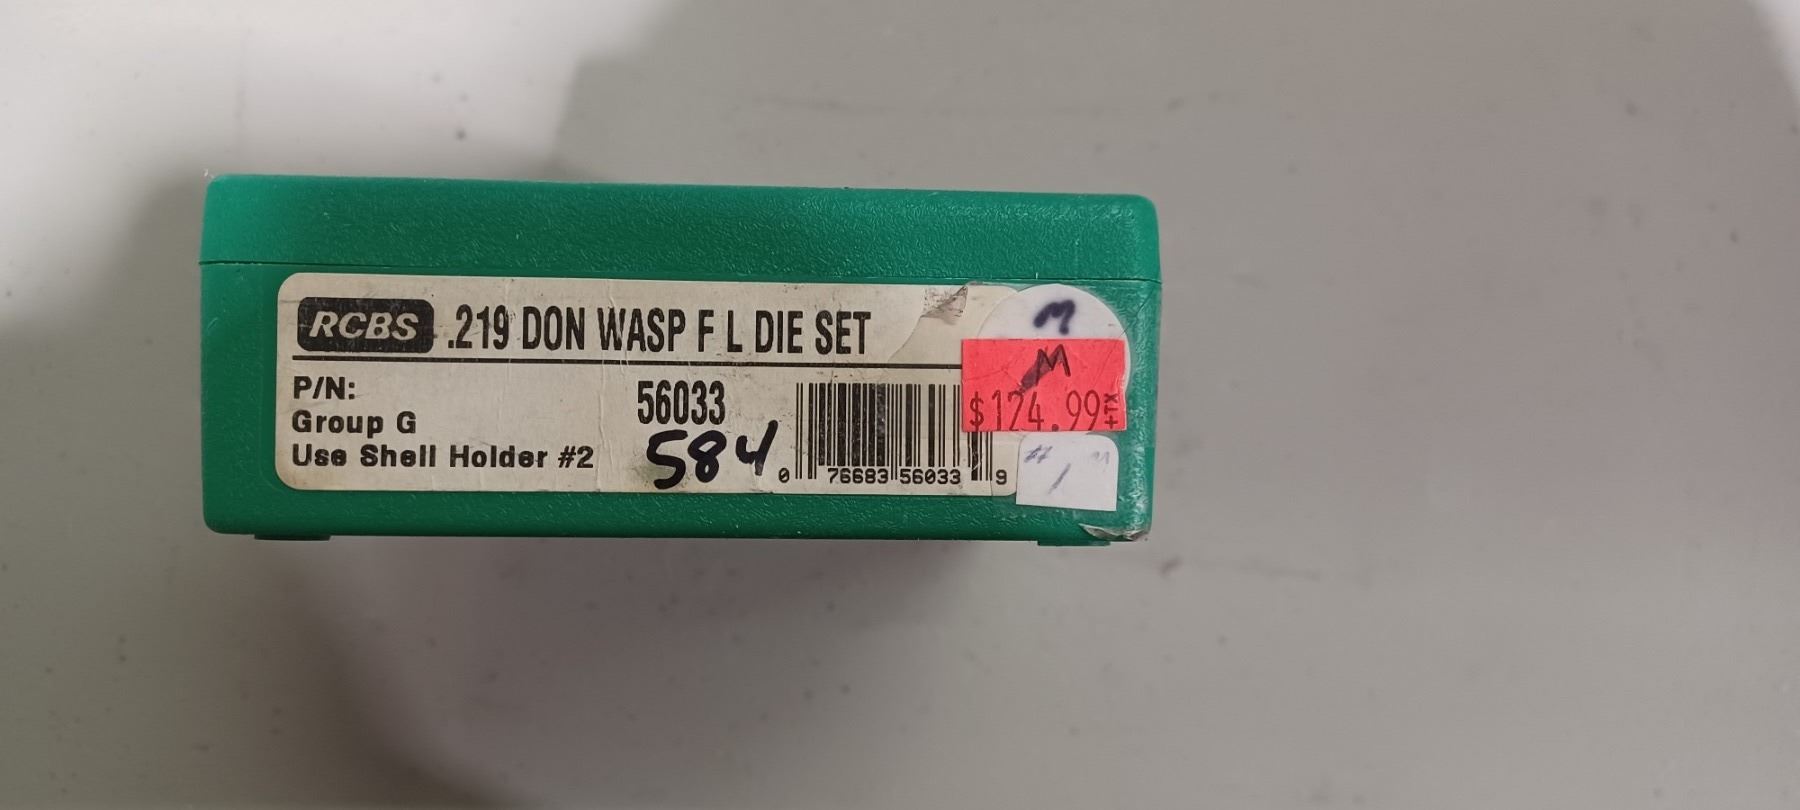 RCBS .219 DON WASP F L DIE SET
P/N: 56033
Group G
Use Shell Holder #2
584
0 76683 56033 9
M
M
$124.99+TX
# 1